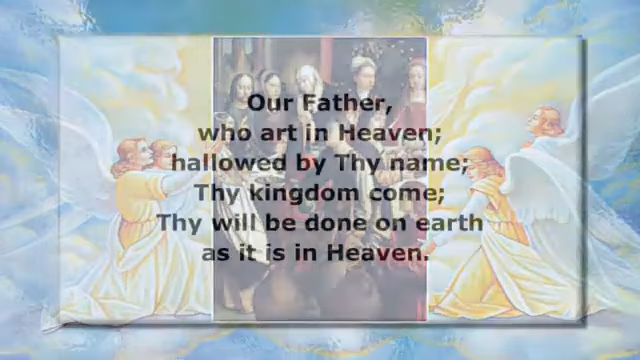 Our Father,
who art in Heaven;
hallowed by Thy name;
Thy kingdom come;
Thy will be done on earth
as it is in Heaven.